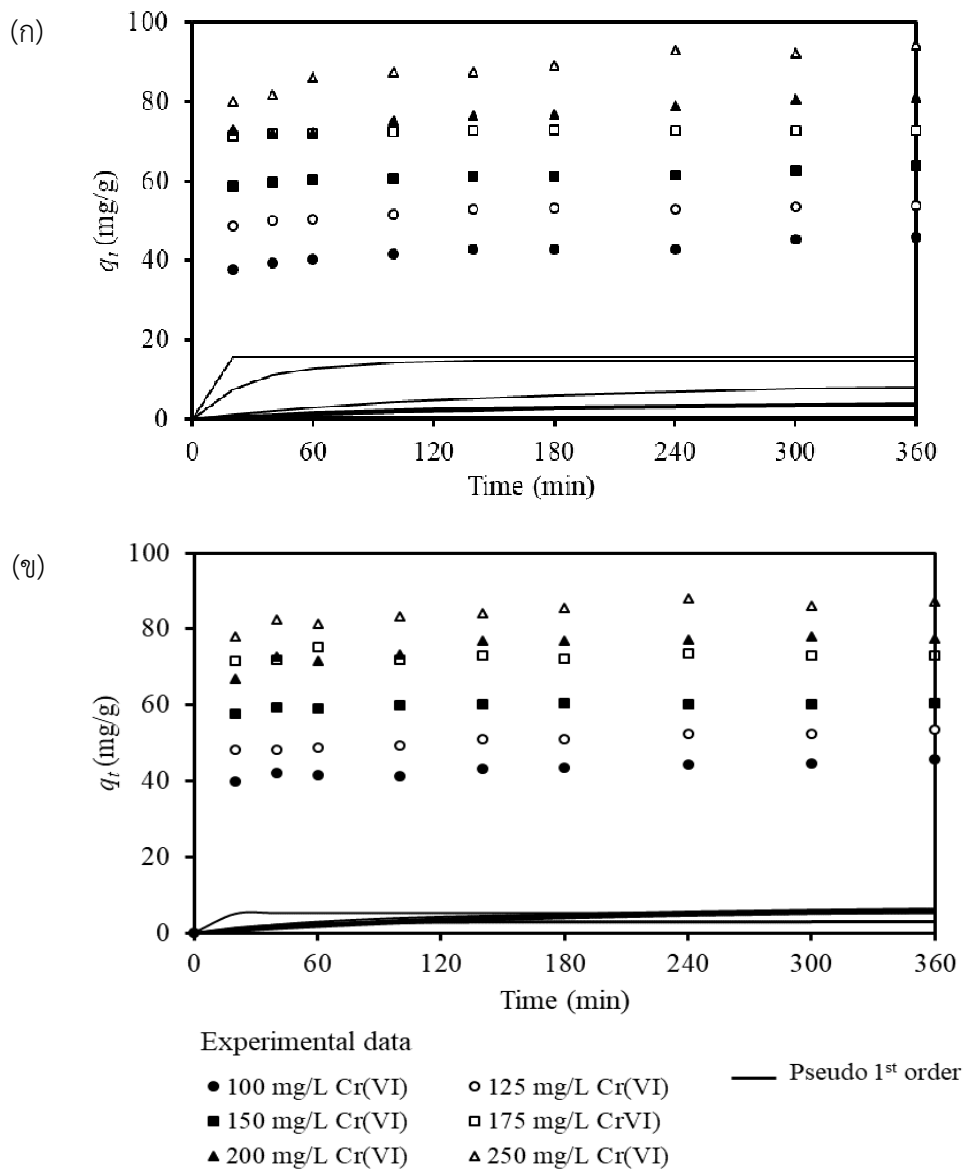 (ก)
100
80
60
40
20
0
qt (mg/g)
0 60 120 180 240 300 360
Time (min)
(ข)
100
80
60
40
20
0
qt (mg/g)
0 60 120 180 240 300 360
Time (min)
Experimental data
100 mg/L Cr(VI) 125 mg/L Cr(VI) Pseudo 1st order
150 mg/L Cr(VI) 175 mg/L CrVI)
200 mg/L Cr(VI) 250 mg/L Cr(VI)